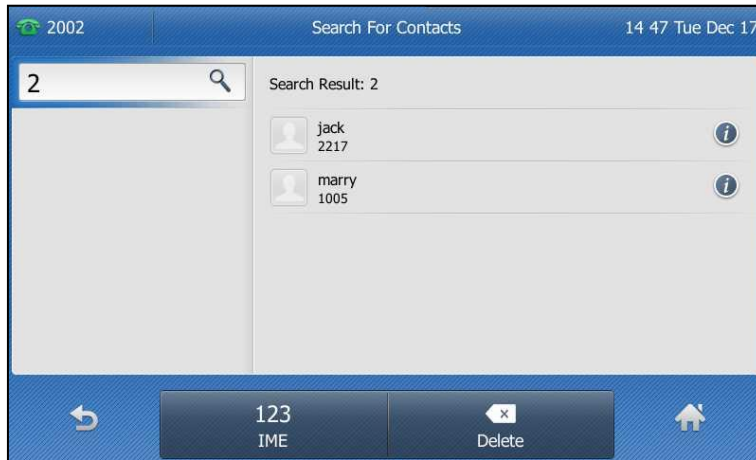 2002 Search For Contacts 14 47 Tue Dec 17
2
Search Result: 2
jack
2217
marry
1005
123
IME
Delete